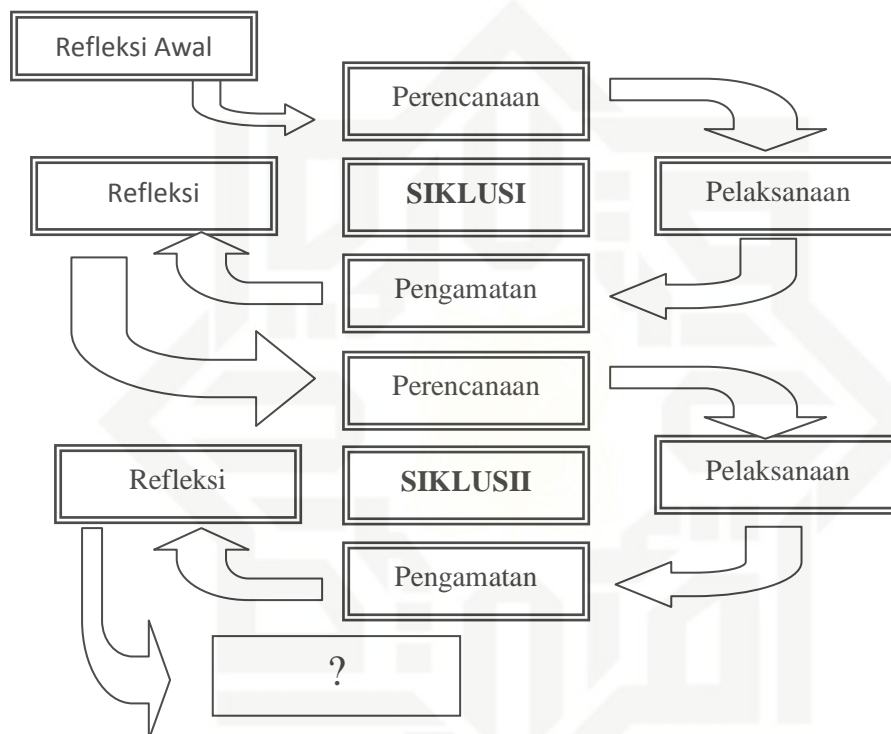 Refleksi Awal
Perencanaan
Refleksi
SIKLUSI
Pelaksanaan
Pengamatan
Perencanaan
Refleksi
SIKLUSII
Pelaksanaan
Pengamatan
?